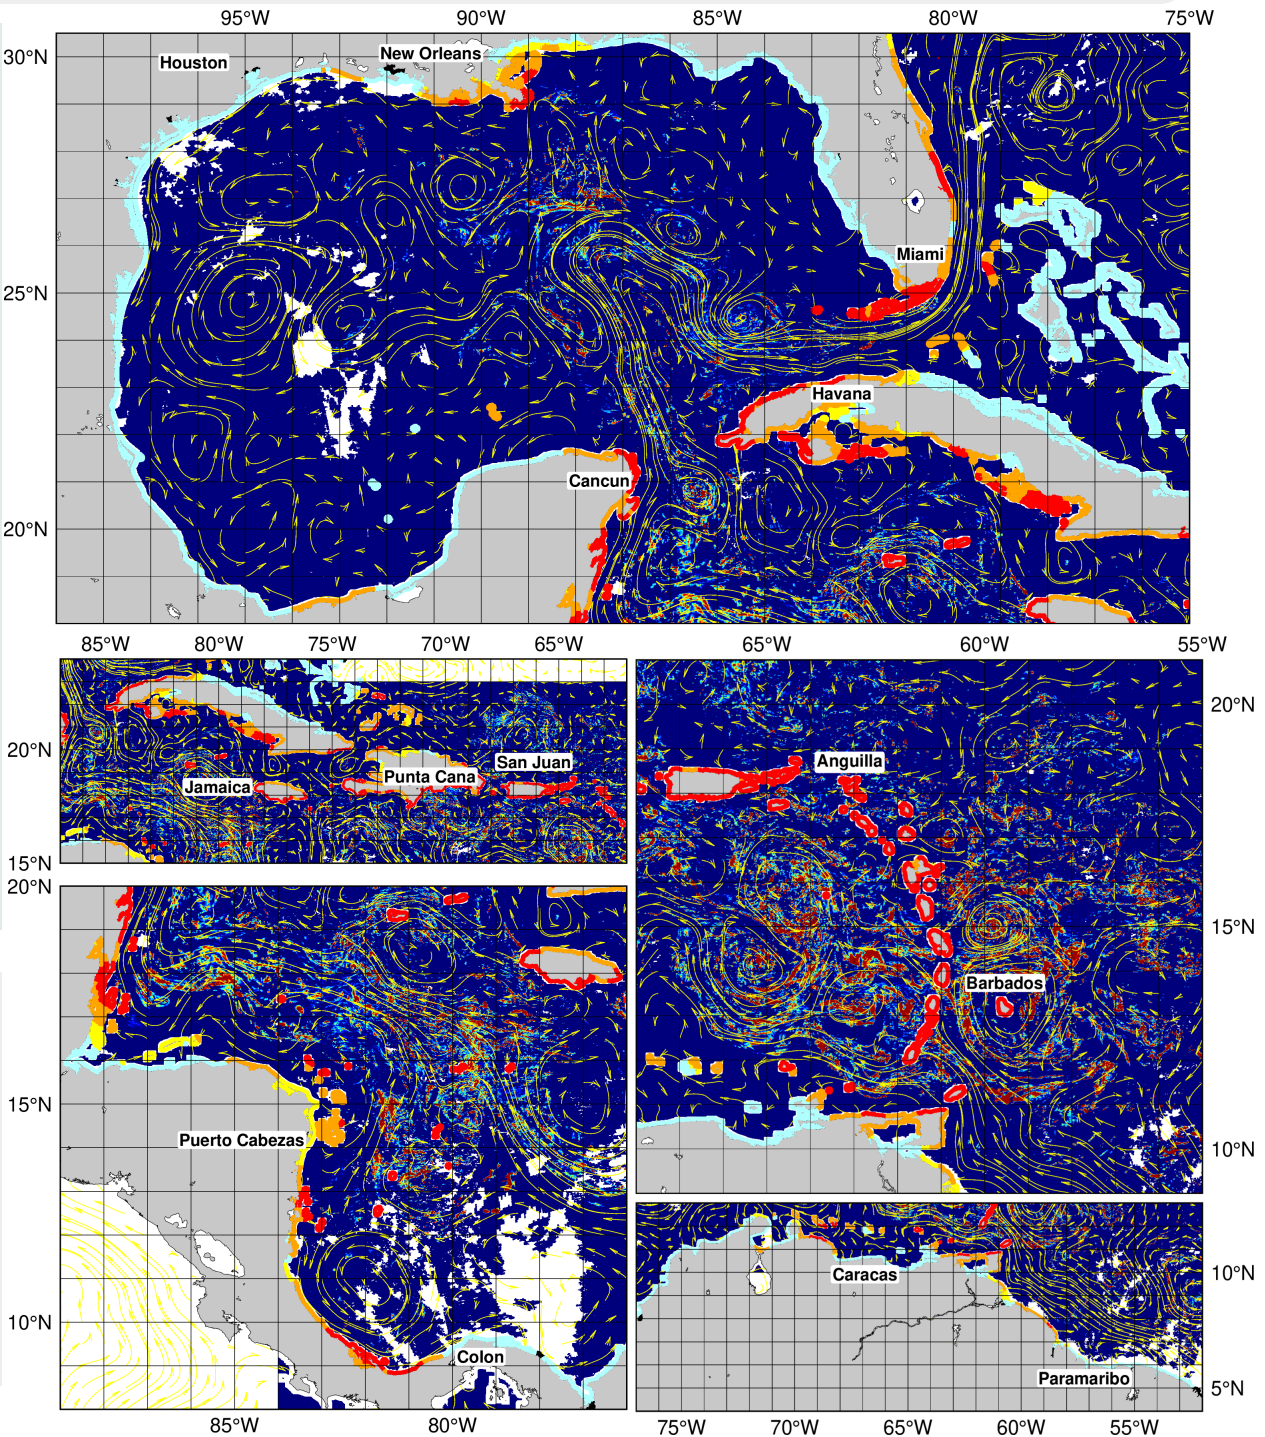 95°W 90°W 85°W 80°W 75°W
30°N
New Orleans
Houston
Miami
25°N
Havana
Cancun
20°N
85°W 80°W 75°W 70°W 65°W 65°W 60°W 55°W
20°N
20°N
San Juan
Anguilla
Punta Cana
Jamaica
15°N
20°N
15°N
Barbados
15°N
Puerto Cabezas
10°N
Caracas
10°N
10°N
Colon
Paramaribo
5°N
85°W 80°W 75°W 70°W 65°W 60°W 55°W